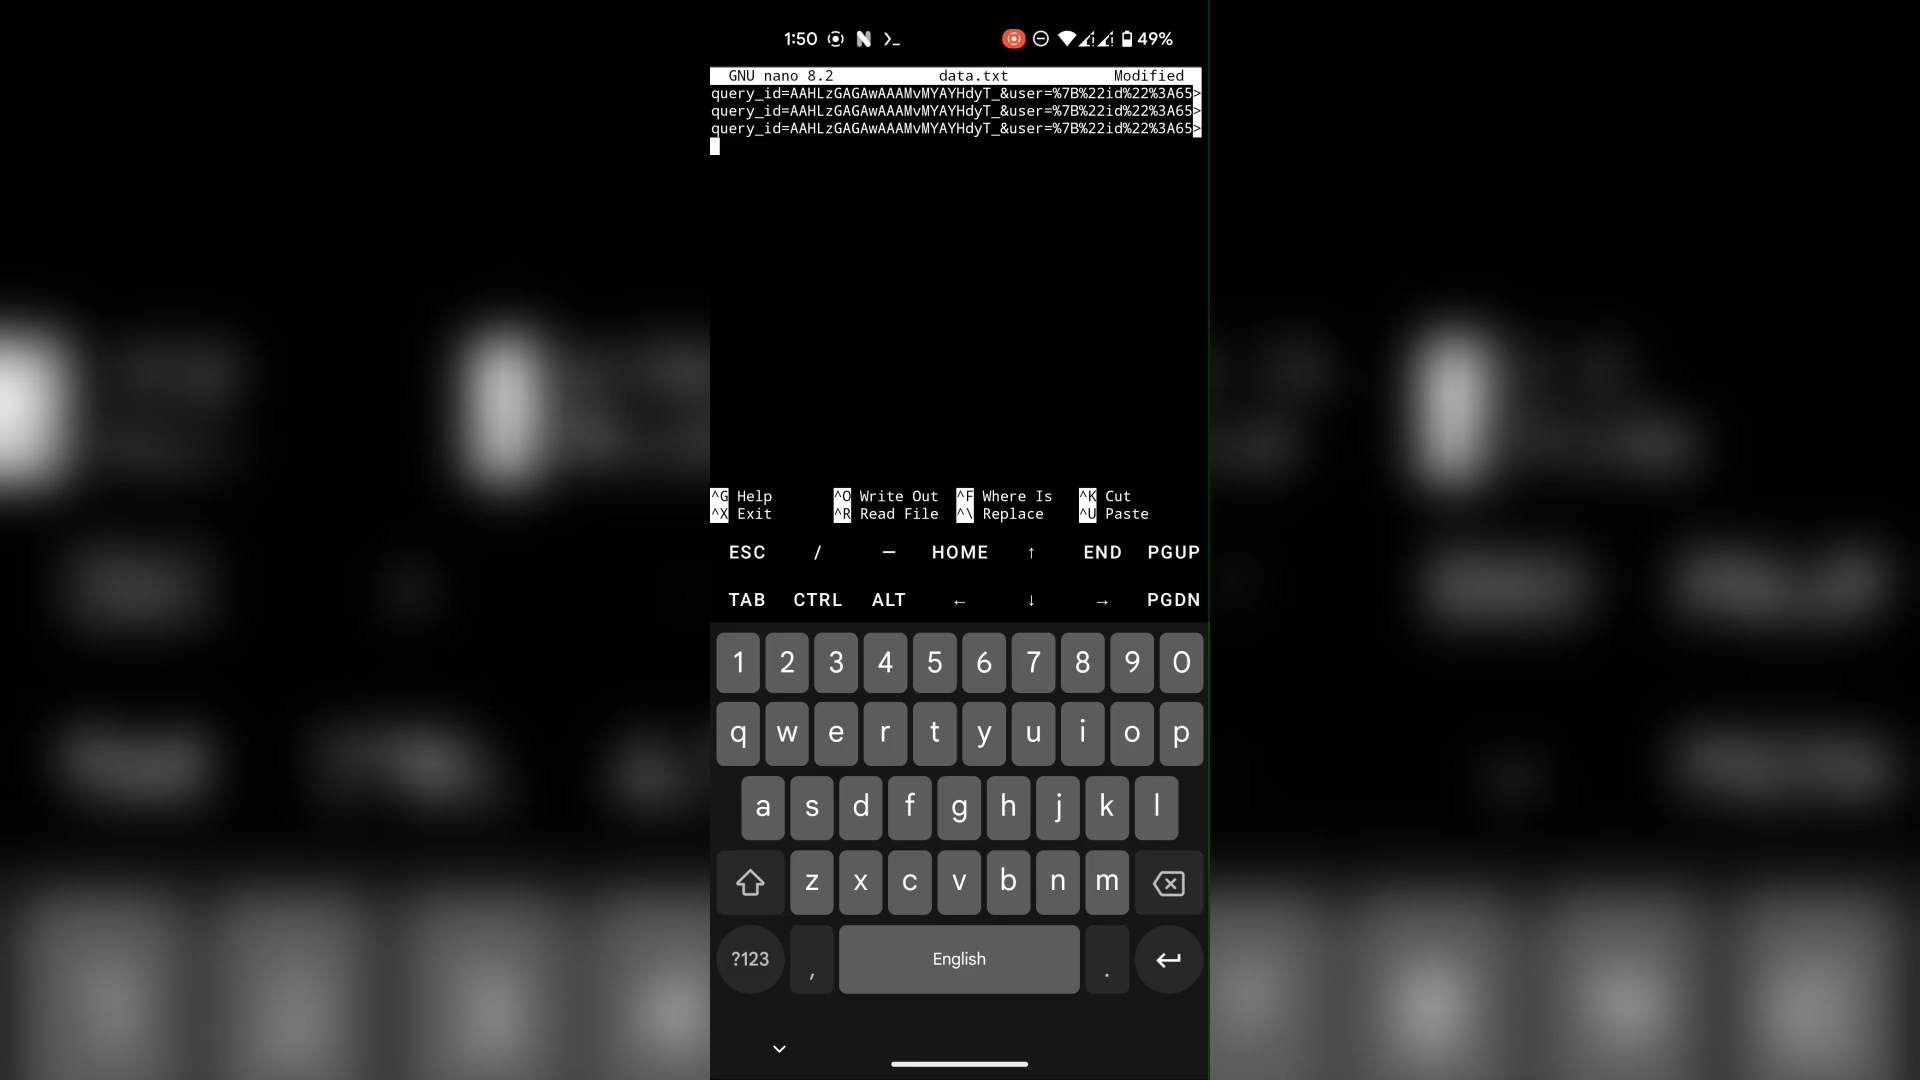 1:50 49%
GNU nano 8.2 data.txt Modified
query_id=AAHLzGAGAwAAAMvMYAYHdyT_&user=%7B%22id%22%3A65>
query_id=AAHLzGAGAwAAAMvMYAYHdyT_&user=%7B%22id%22%3A65>
query_id=AAHLzGAGAwAAAMvMYAYHdyT_&user=%7B%22id%22%3A65>
^G Help ^O Write Out ^F Where Is ^K Cut
^X Exit ^R Read File ^\ Replace ^U Paste
ESC / — HOME ↑ END PGUP
TAB CTRL ALT ← ↓ → PGDN
1 2 3 4 5 6 7 8 9 0
q w e r t y u i o p
a s d f g h j k l
z x c v b n m
?123 , English .